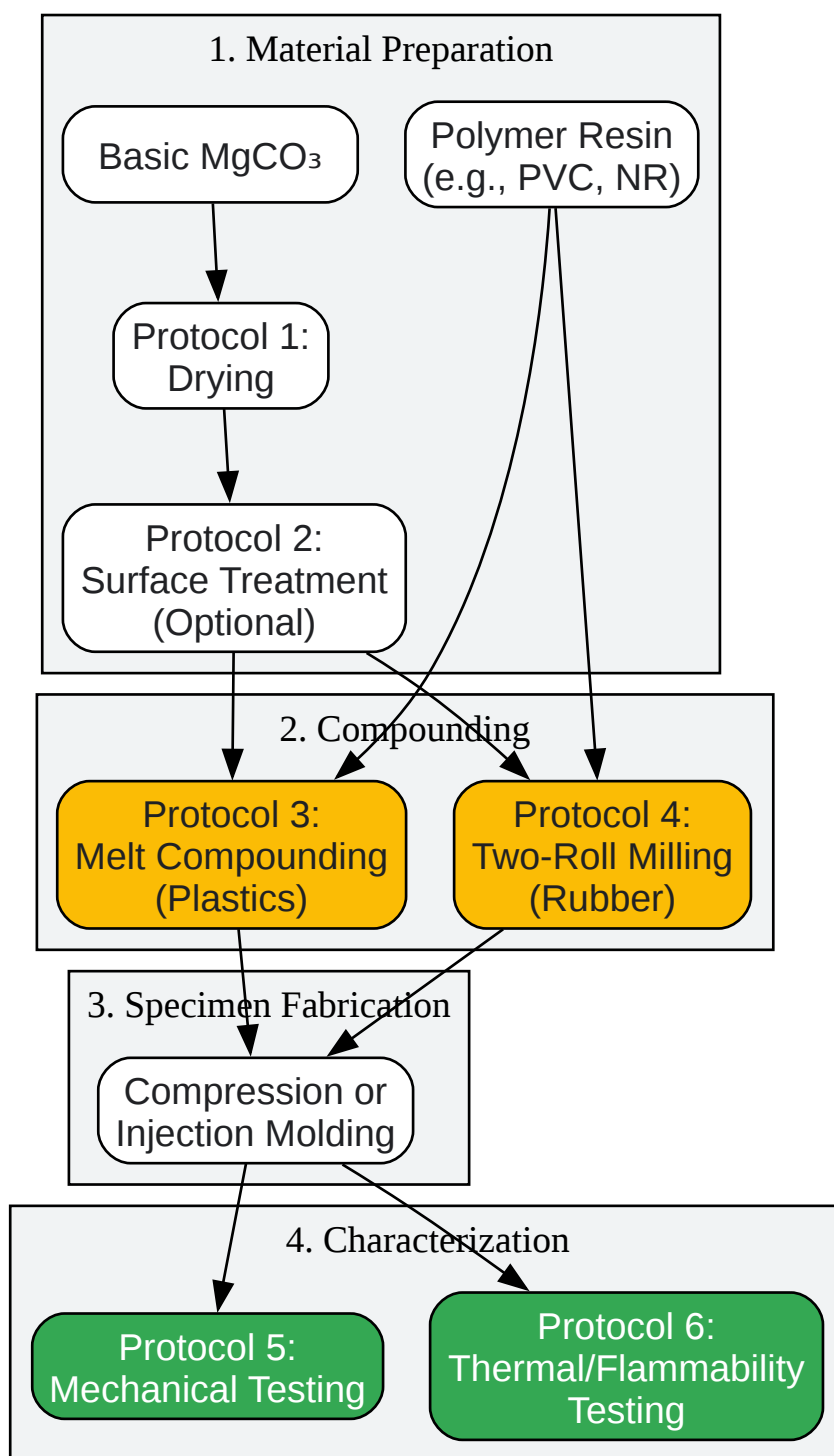 1. Material Preparation
Basic MgCO₃
Polymer Resin
(e.g., PVC, NR)
Protocol 1:
Drying
Protocol 2:
Surface Treatment
(Optional)
2. Compounding
Protocol 3:
Melt Compounding
(Plastics)
Protocol 4:
Two-Roll Milling
(Rubber)
3. Specimen Fabrication
Compression or
Injection Molding
4. Characterization
Protocol 5:
Mechanical Testing
Protocol 6:
Thermal/Flammability
Testing